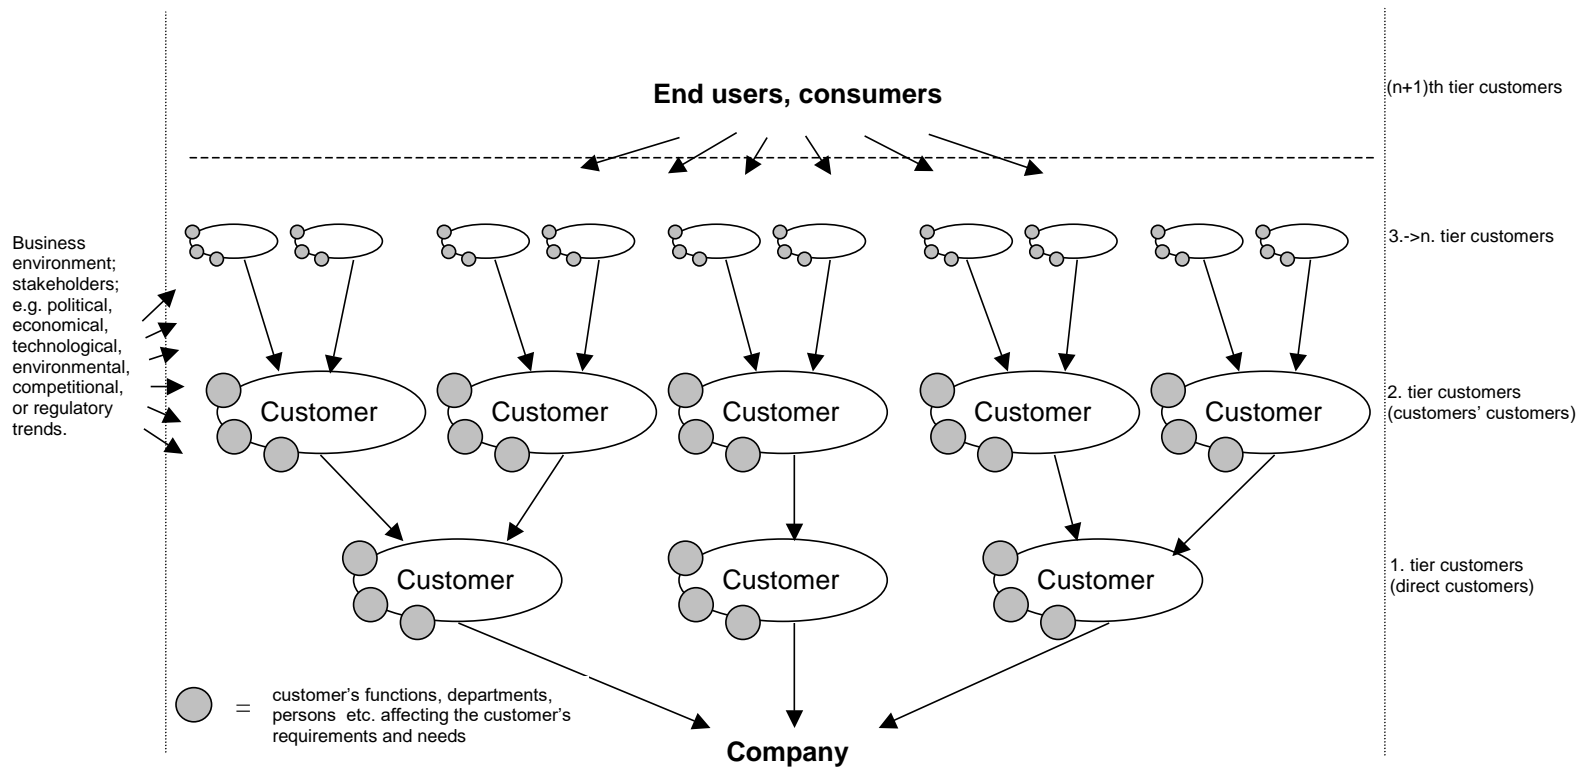 End users, consumers
(n+1)th tier customers
3.->n. tier customers
Business
environment;
stakeholders;
e.g. political,
economical,
technological,
environmental,
competitional,
or regulatory
trends.
Customer
Customer
Customer
Customer
Customer
2. tier customers
(customers’ customers)
Customer
Customer
Customer
1. tier customers
(direct customers)
=
customer’s functions, departments,
persons etc. affecting the customer’s
requirements and needs
Company